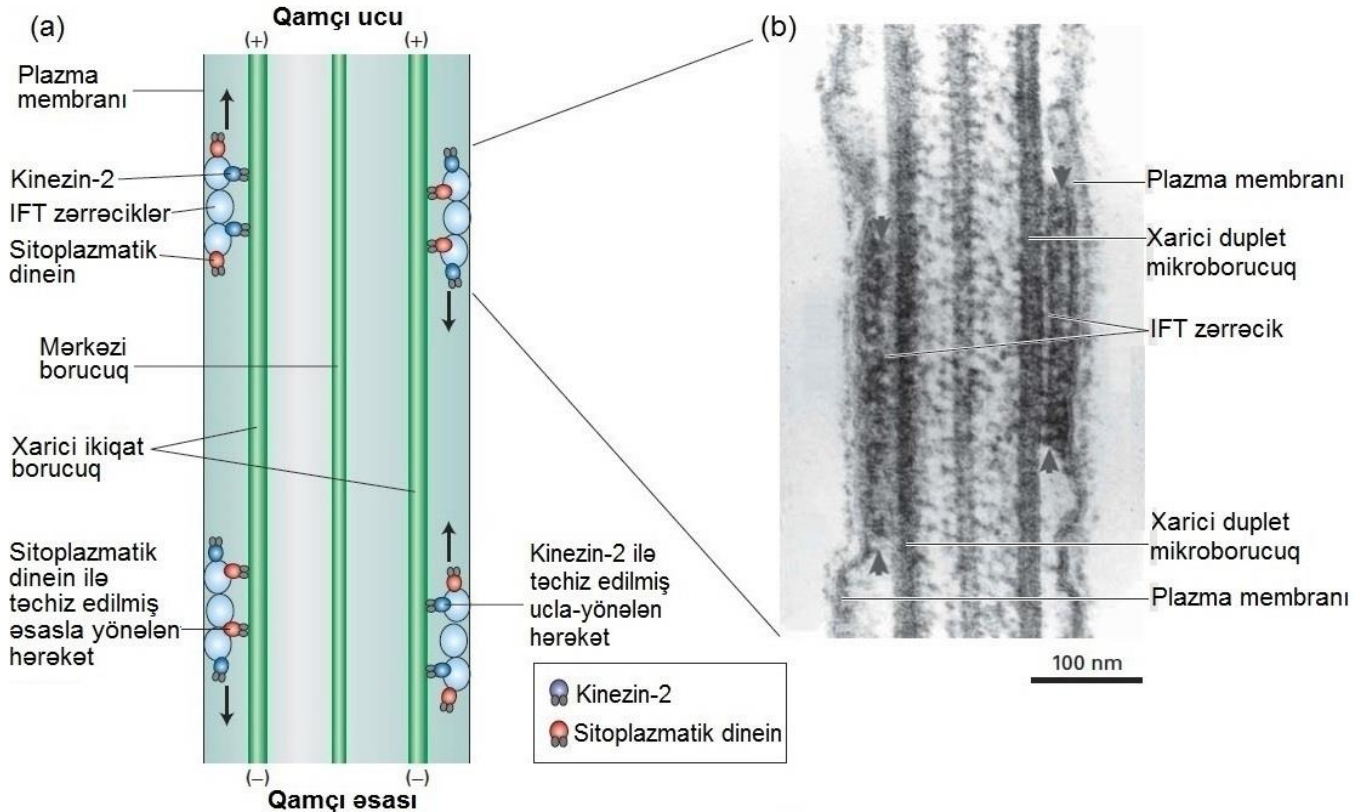 (a)
Qamçı ucu
(+)
(+)
Plazma
membranı
Kinezin-2
IFT zərrəciklər
Sitoplazmatik
dinein
Mərkəzi
borucuq
Xarici ikiqat
borucuq
Sitoplazmatik
dinein ilə
təchiz edilmiş
əsasla yönələn
hərəkət
Kinezin-2 ilə
təchiz edilmiş
ucla-yönələn
hərəkət
Kinezin-2
Sitoplazmatik dinein
(–)
(–)
Qamçı əsası
(b)
Plazma membranı
Xarici duplet
mikroborucuq
IFT zərrəcik
Xarici duplet
mikroborucuq
Plazma membranı
100 nm